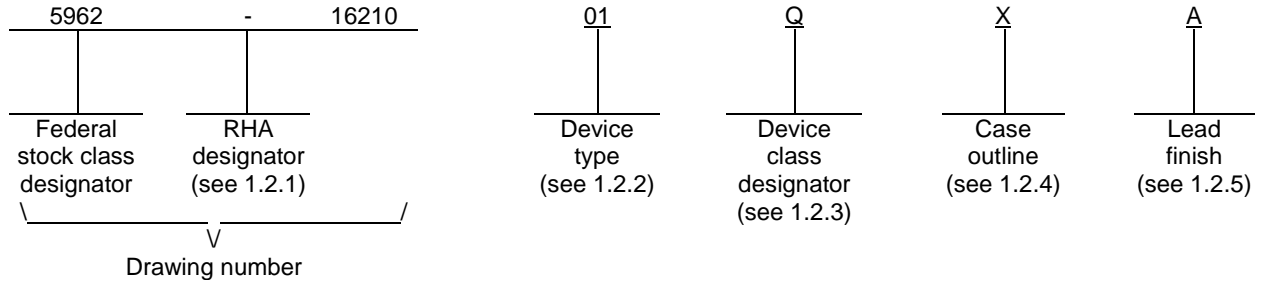 5962 - 16210 01 Q X A
Federal stock class designator
RHA designator (see 1.2.1)
Device type (see 1.2.2)
Device class designator (see 1.2.3)
Case outline (see 1.2.4)
Lead finish (see 1.2.5)
Drawing number